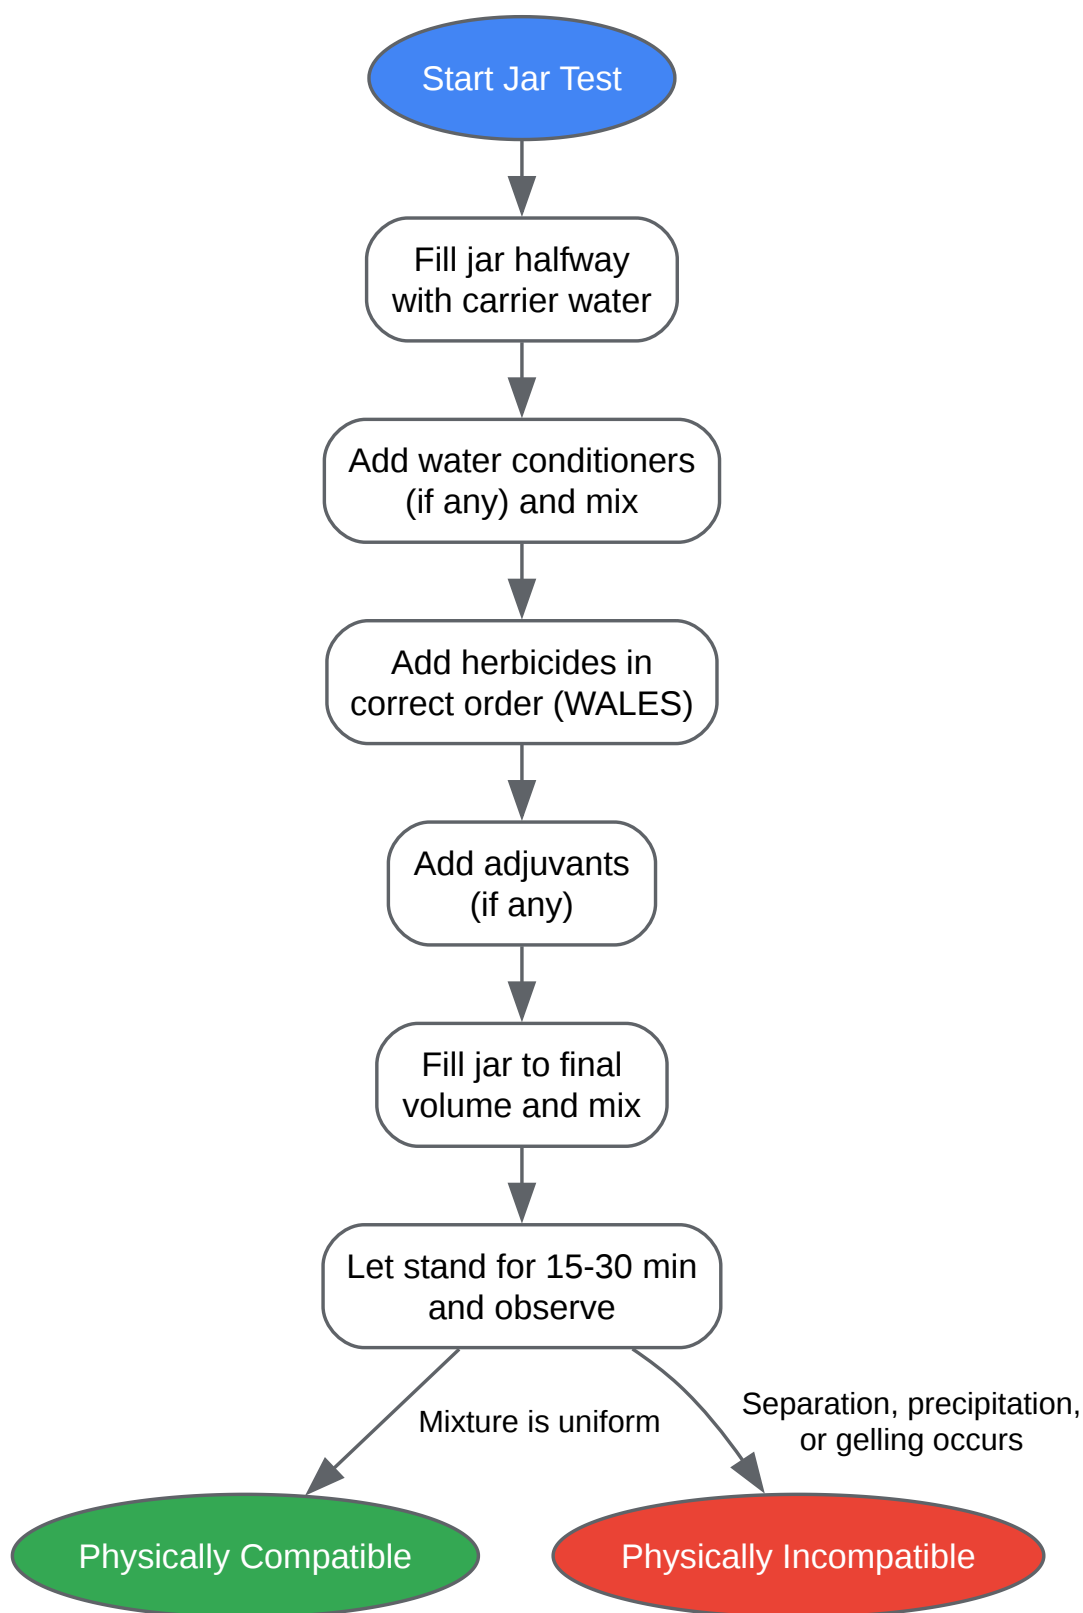 Start Jar Test
Fill jar halfway
with carrier water
Add water conditioners
(if any) and mix
Add herbicides in
correct order (WALES)
Add adjuvants
(if any)
Fill jar to final
volume and mix
Let stand for 15-30 min
and observe
Mixture is uniform
Separation, precipitation,
or gelling occurs
Physically Compatible
Physically Incompatible